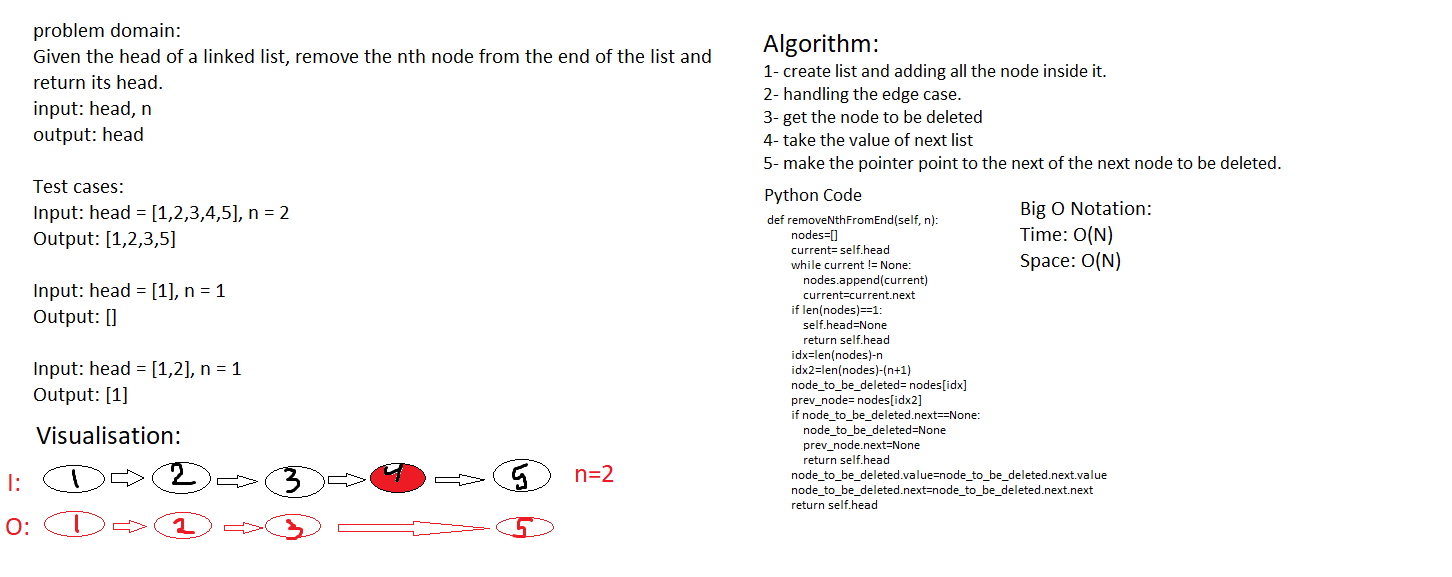 problem domain:
Given the head of a linked list, remove the nth node from the end of the list and
return its head.
input: head, n
output: head
Test cases:
Input: head = [1,2,3,4,5], n = 2
Output: [1,2,3,5]
Input: head = [1], n = 1
Output: []
Input: head = [1,2], n = 1
Output: [1]
Visualisation:
I: 1 2 3 4 5 n=2
O: 1 2 3 5
Algorithm:
1- create list and adding all the node inside it.
2- handling the edge case.
3- get the node to be deleted
4- take the value of next list
5- make the pointer point to the next of the next node to be deleted.
Python Code
def removeNthFromEnd(self, n):
nodes=[]
current= self.head
while current != None:
nodes.append(current)
current=current.next
if len(nodes)==1:
self.head=None
return self.head
idx=len(nodes)-n
idx2=len(nodes)-(n+1)
node_to_be_deleted= nodes[idx]
prev_node= nodes[idx2]
if node_to_be_deleted.next==None:
node_to_be_deleted=None
prev_node.next=None
return self.head
node_to_be_deleted.value=node_to_be_deleted.next.value
node_to_be_deleted.next=node_to_be_deleted.next.next
return self.head
Big O Notation:
Time: O(N)
Space: O(N)